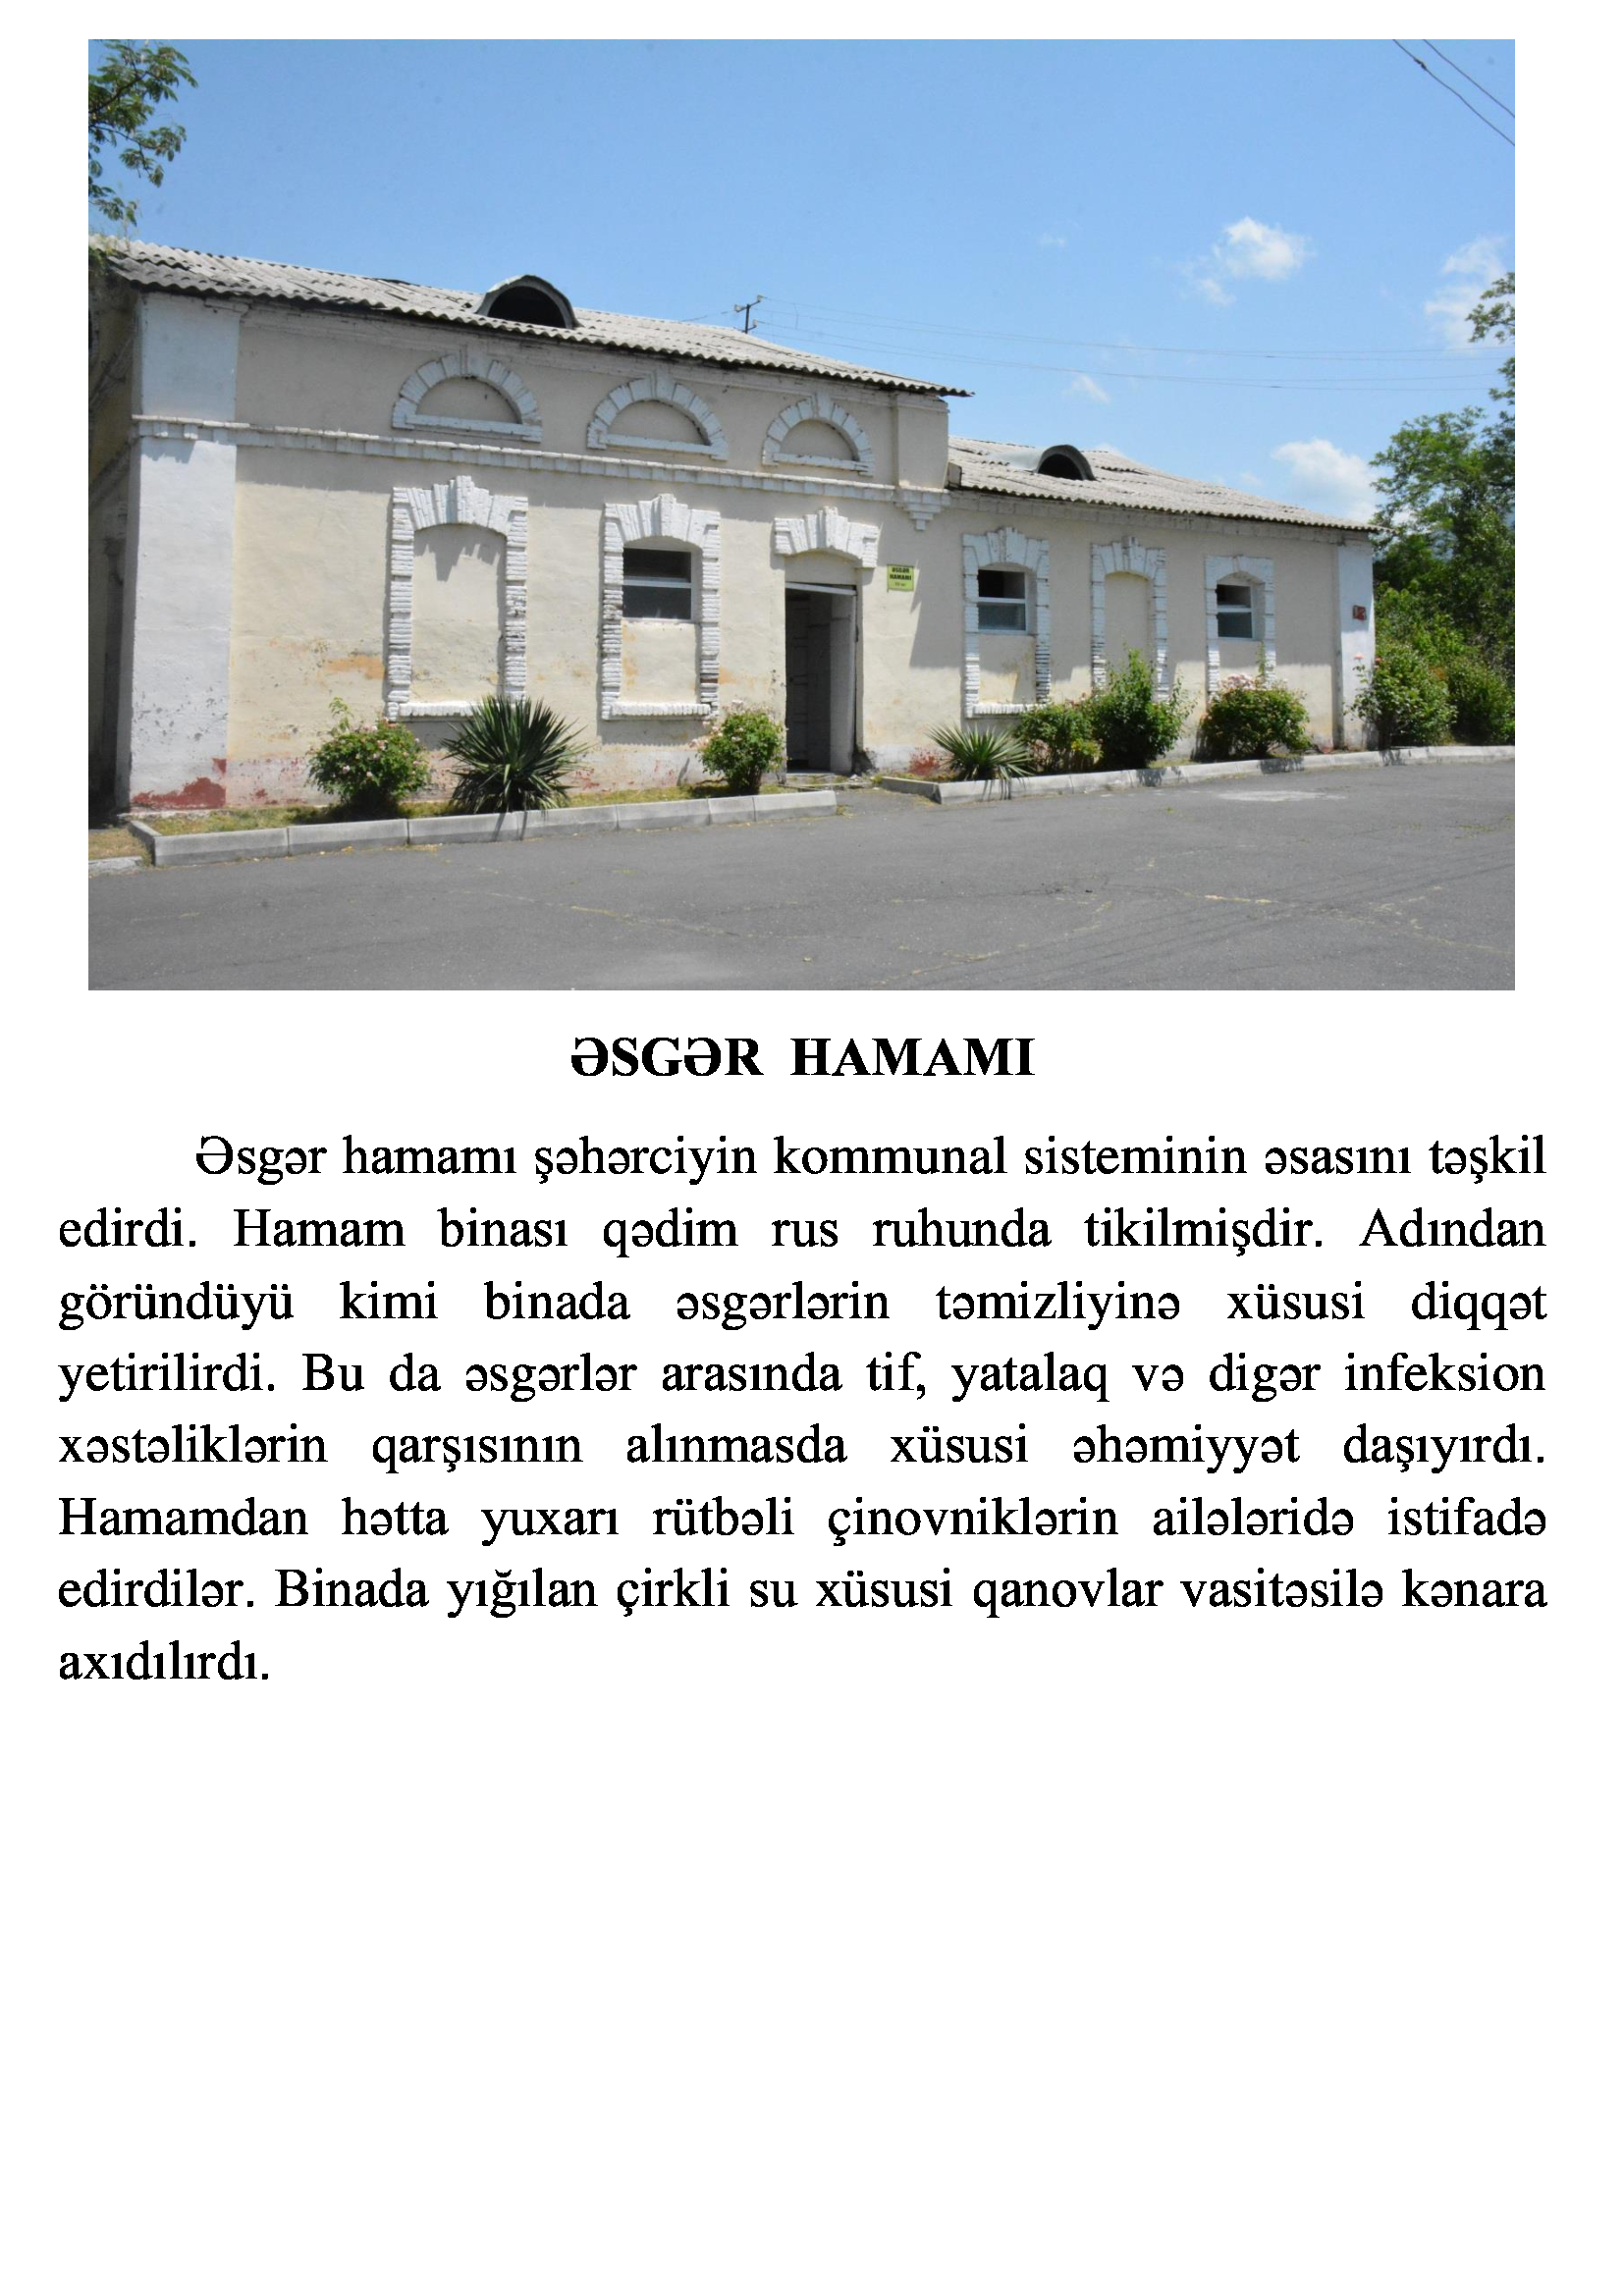 ƏSGƏR
HAMAMI
ƏSGƏR HAMAMI
Əsgər hamamı şəhərciyin kommunal sisteminin əsasını təşkil
edirdi. Hamam binası qədim rus ruhunda tikilmişdir. Adından
göründüyü kimi binada əsgərlərin təmizliyinə xüsusi diqqət
yetirilirdi. Bu da əsgərlər arasında tif, yatalaq və digər infeksion
xəstəliklərin qarşısının alınmasda xüsusi əhəmiyyət daşıyırdı.
Hamamdan hətta yuxarı rütbəli çinovniklərin ailələridə istifadə
edirdilər. Binada yığılan çirkli su xüsusi qanovlar vasitəsilə kənara
axıdılırdı.